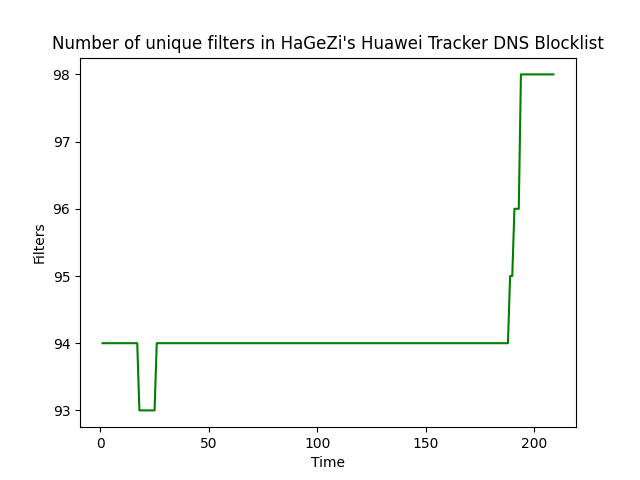 Number of unique filters in HaGeZi's Huawei Tracker DNS Blocklist
98
97
96
95
94
93
Filters
0 50 100 150 200
Time